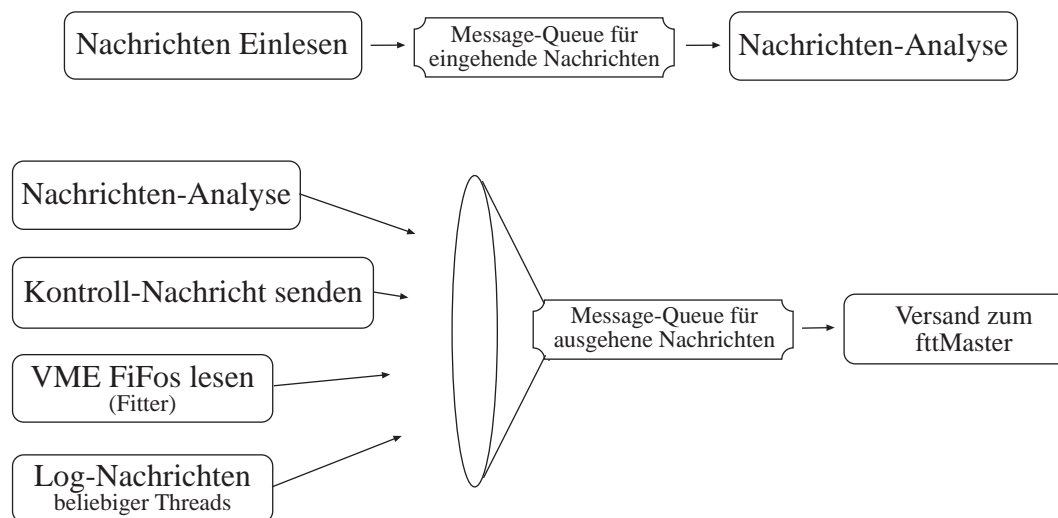 Nachrichten Einlesen
Message-Queue für
eingehende Nachrichten
Nachrichten-Analyse
Nachrichten-Analyse
Kontroll-Nachricht senden
VME FiFos lesen
(Fitter)
Log-Nachrichten
beliebiger Threads
Message-Queue für
ausgehene Nachrichten
Versand zum
fttMaster